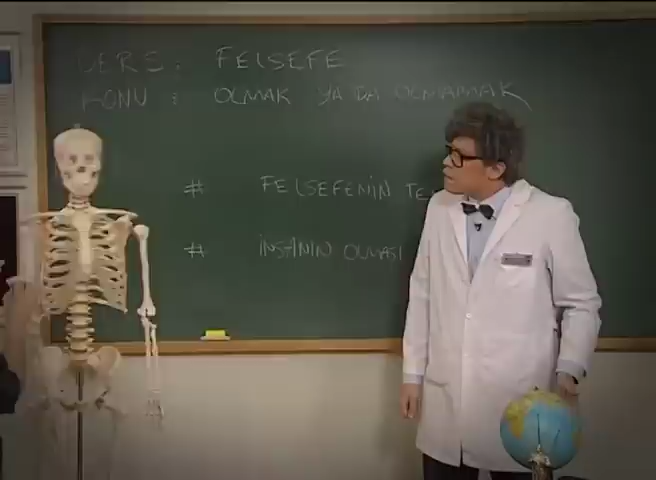 DERS : FELSEFE
KONU : OLMAK YA DA OLMAMAK
# FELSEFENİN
# İNSANIN OLMASI